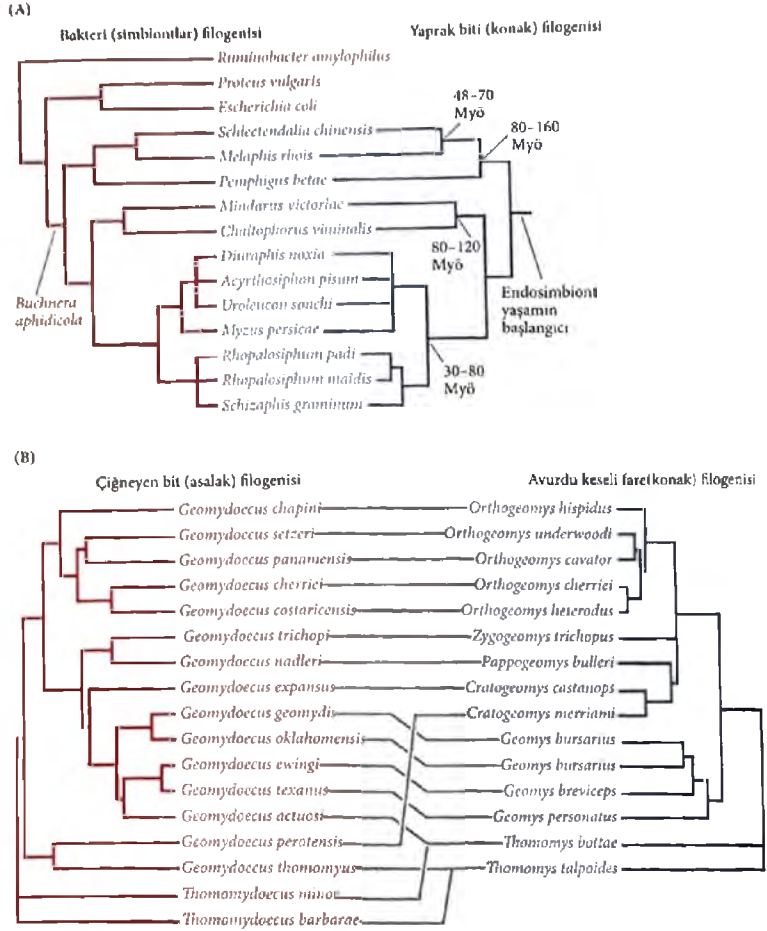 (A)
Bakteri (simbiontlar) filogenisi
Yaprak biti (konak) filogenisi
Ruminobacter amylophilus
Proteus vulgaris
Escherichia coli
Schlectendalia chinensis
Melaphis rhois
Pemphigus betae
Mindarus victoriae
Chaitophorus viminalis
Diuraphis noxia
Acyrthosiphon pisum
Uroleucon sonchi
Myzus persicae
Rhopalosiphum padi
Rhopalosiphum maidis
Schizaphis graminum
Buchnera
aphidicola
48–70
Myö
80–160
Myö
80–120
Myö
30–80
Myö
Endosimbiont
yaşamın
başlangıcı
(B)
Çiğneyen bit (asalak) filogenisi
Avurdu keseli fare(konak) filogenisi
Geomydoecus chapini Orthogeomys hispidus
Geomydoecus setzeri Orthogeomys underwoodi
Geomydoecus panamensis Orthogeomys cavator
Geomydoecus cherriei Orthogeomys cherriei
Geomydoecus costaricensis Orthogeomys heterodus
Geomydoecus trichopi Zygogeomys trichopus
Geomydoecus nadleri Pappogeomys bulleri
Geomydoecus expansus Cratogeomys castanops
Geomydoecus geomydis Cratogeomys merriami
Geomydoecus oklahomensis Geomys bursarius
Geomydoecus ewingi Geomys bursarius
Geomydoecus texanus Geomys breviceps
Geomydoecus actuosi Geomys personatus
Geomydoecus perotensis Thomomys bottae
Geomydoecus thomomyus Thomomys talpoides
Thomomydoecus minor
Thomomydoecus barbarae